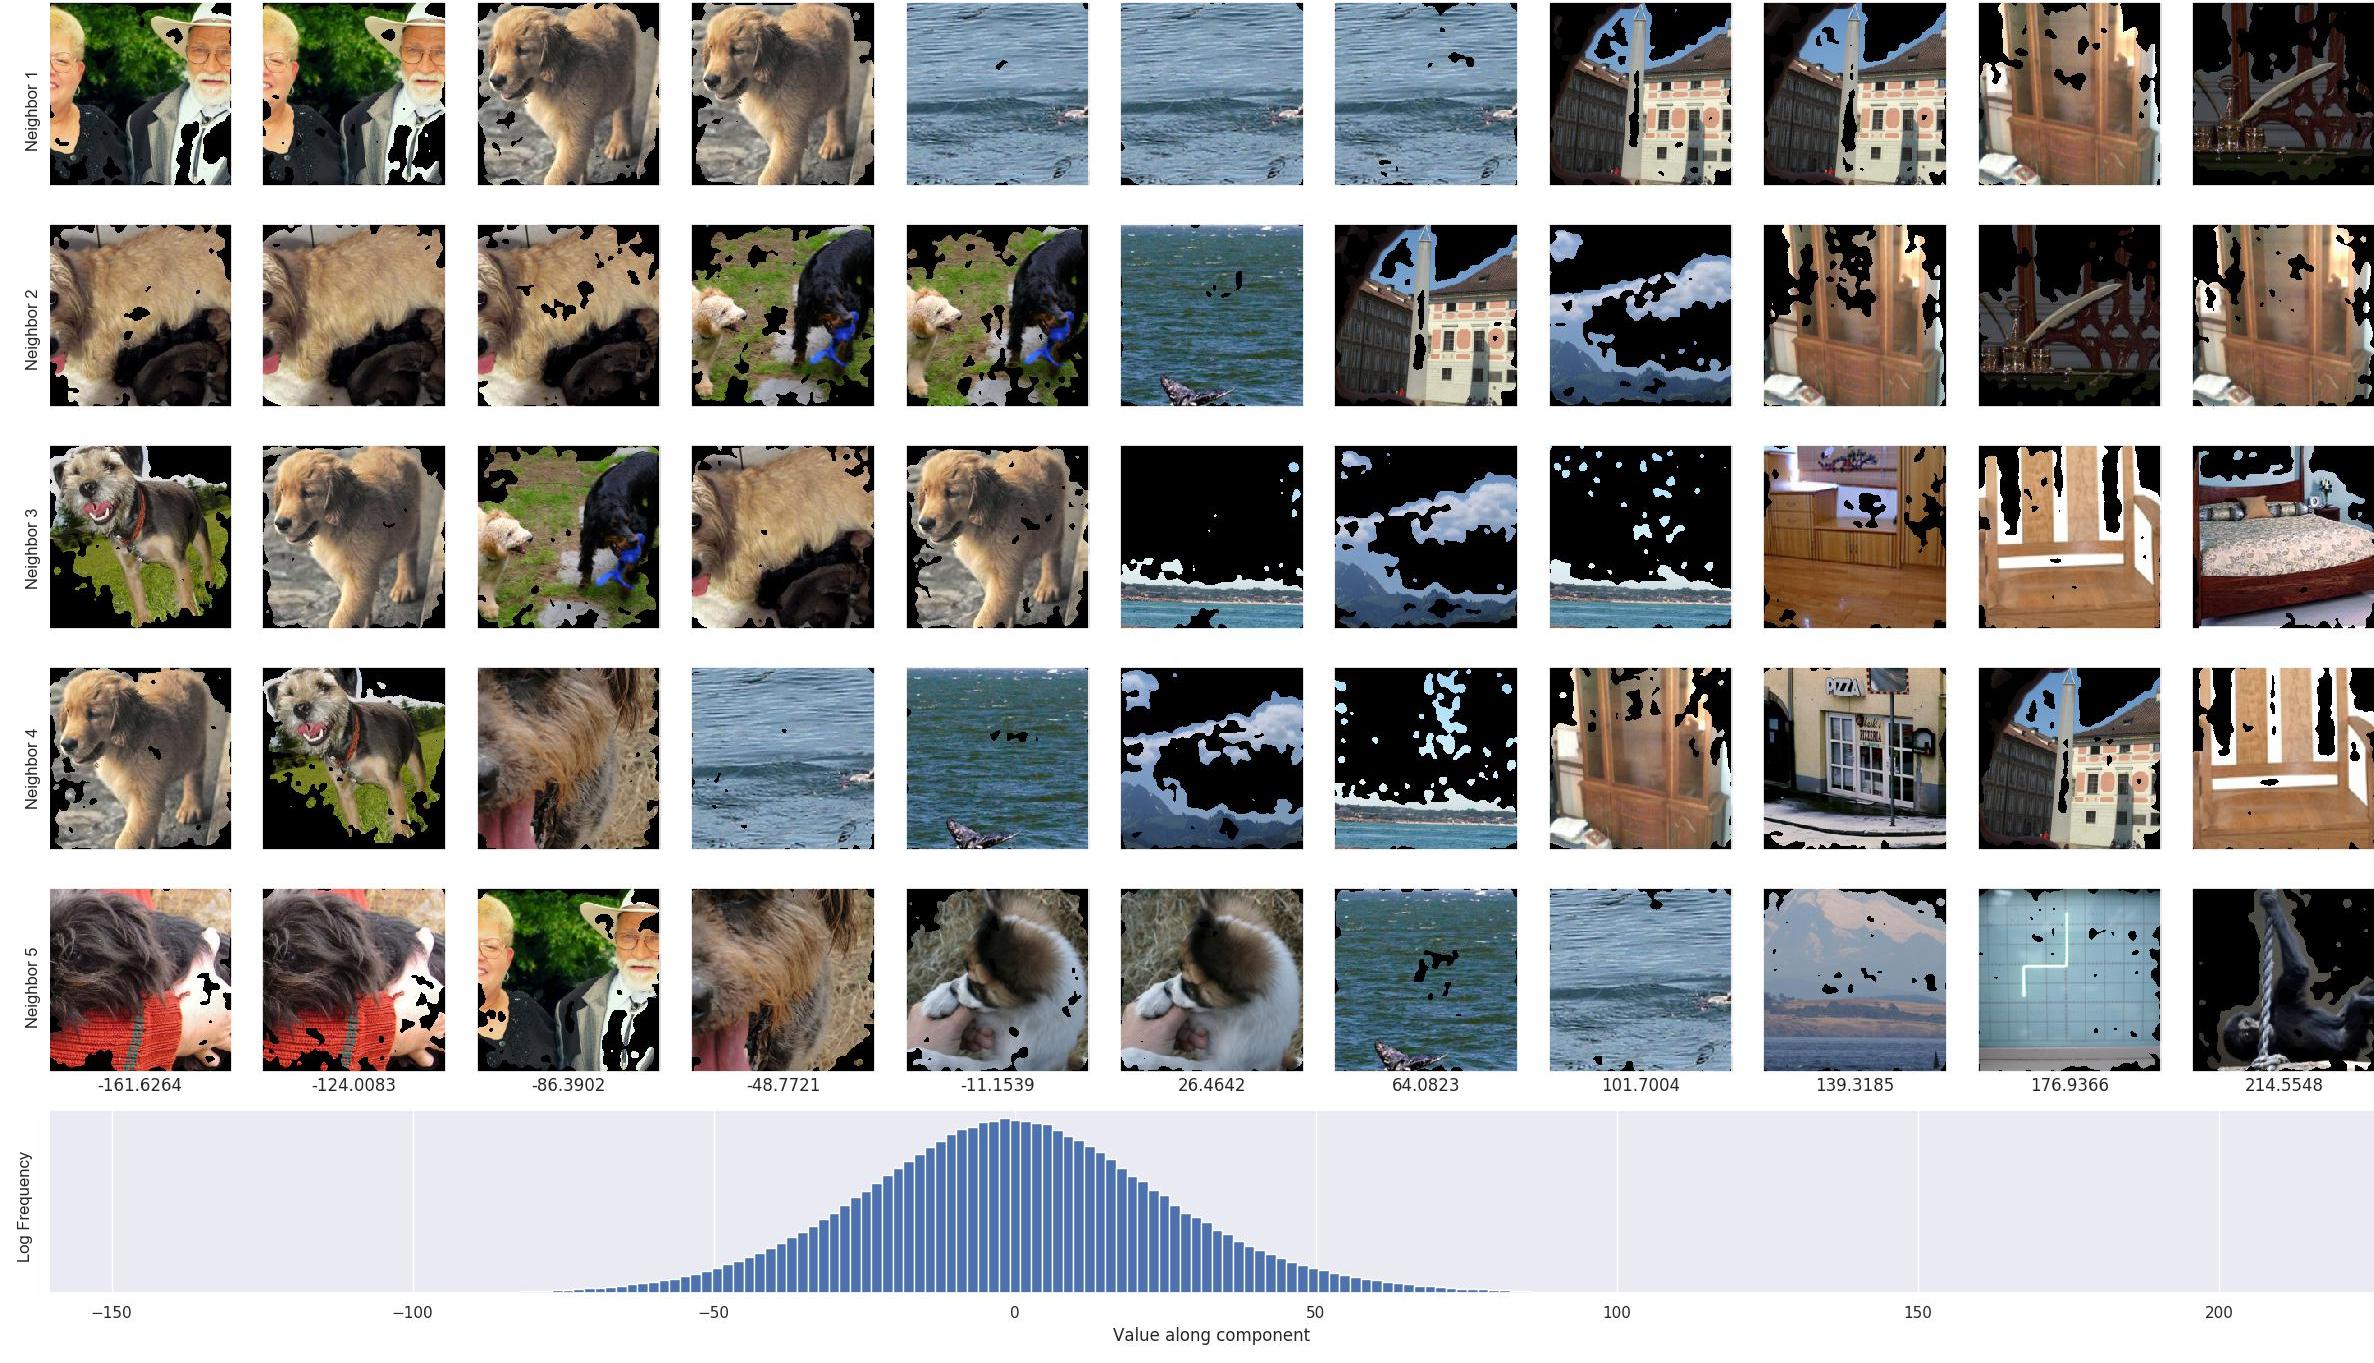 Neighbor 1
Neighbor 2
Neighbor 3
Neighbor 4
PIZZA
Neighbor 5
-161.6264 -124.0083 -86.3902 -48.7721 -11.1539 26.4642 64.0823 101.7004 139.3185 176.9366 214.5548
Log Frequency
−150 −100 −50 0 50 100 150 200
Value along component